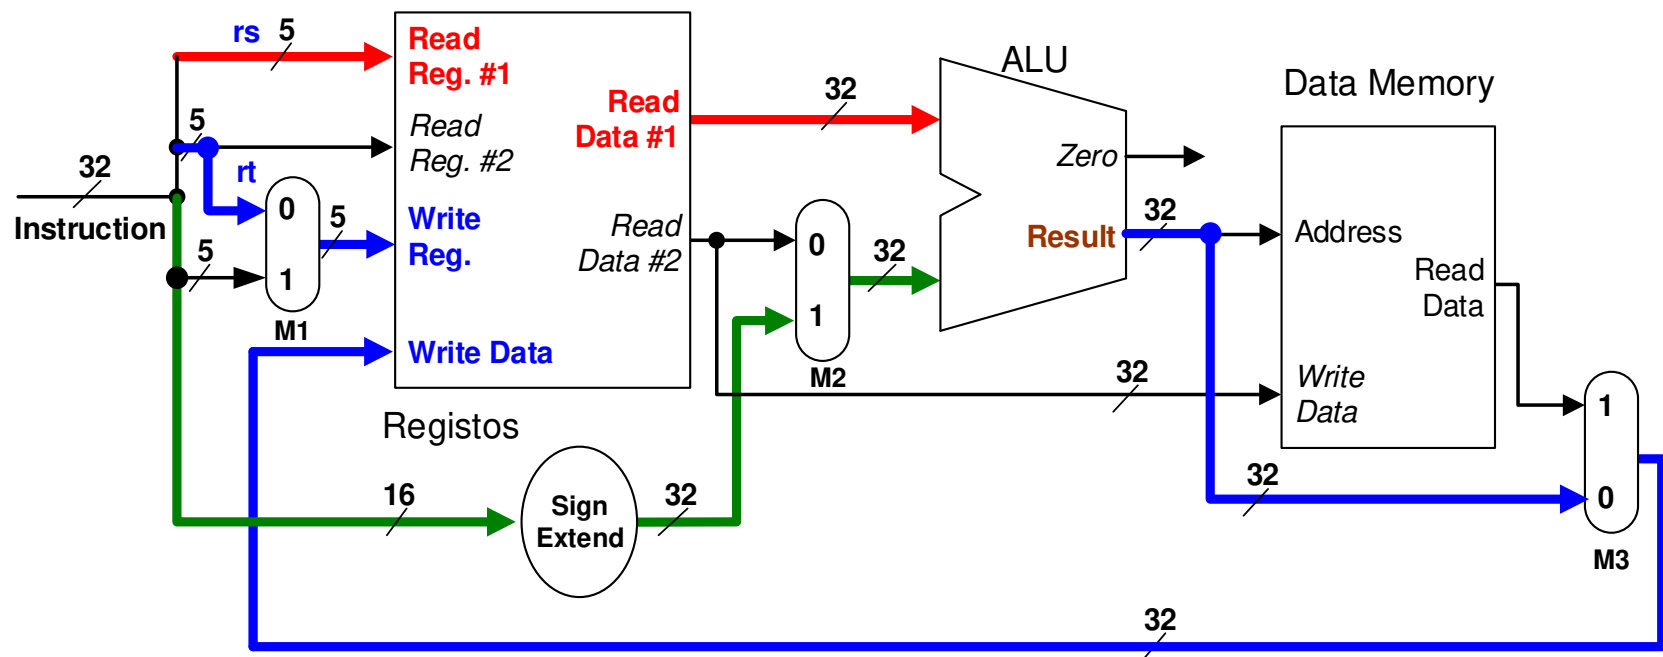 rs 5
Read
Reg. #1
5
Read
Reg. #2
32
Instruction
rt
0
1
5
M1
5
Write
Reg.
Write Data
Read
Data #1
Read
Data #2
Registos
16
Sign
Extend
32
32
0
1
M2
32
ALU
Zero
Result
32
32
Data Memory
Address
Read
Data
Write
Data
32
1
0
M3
32